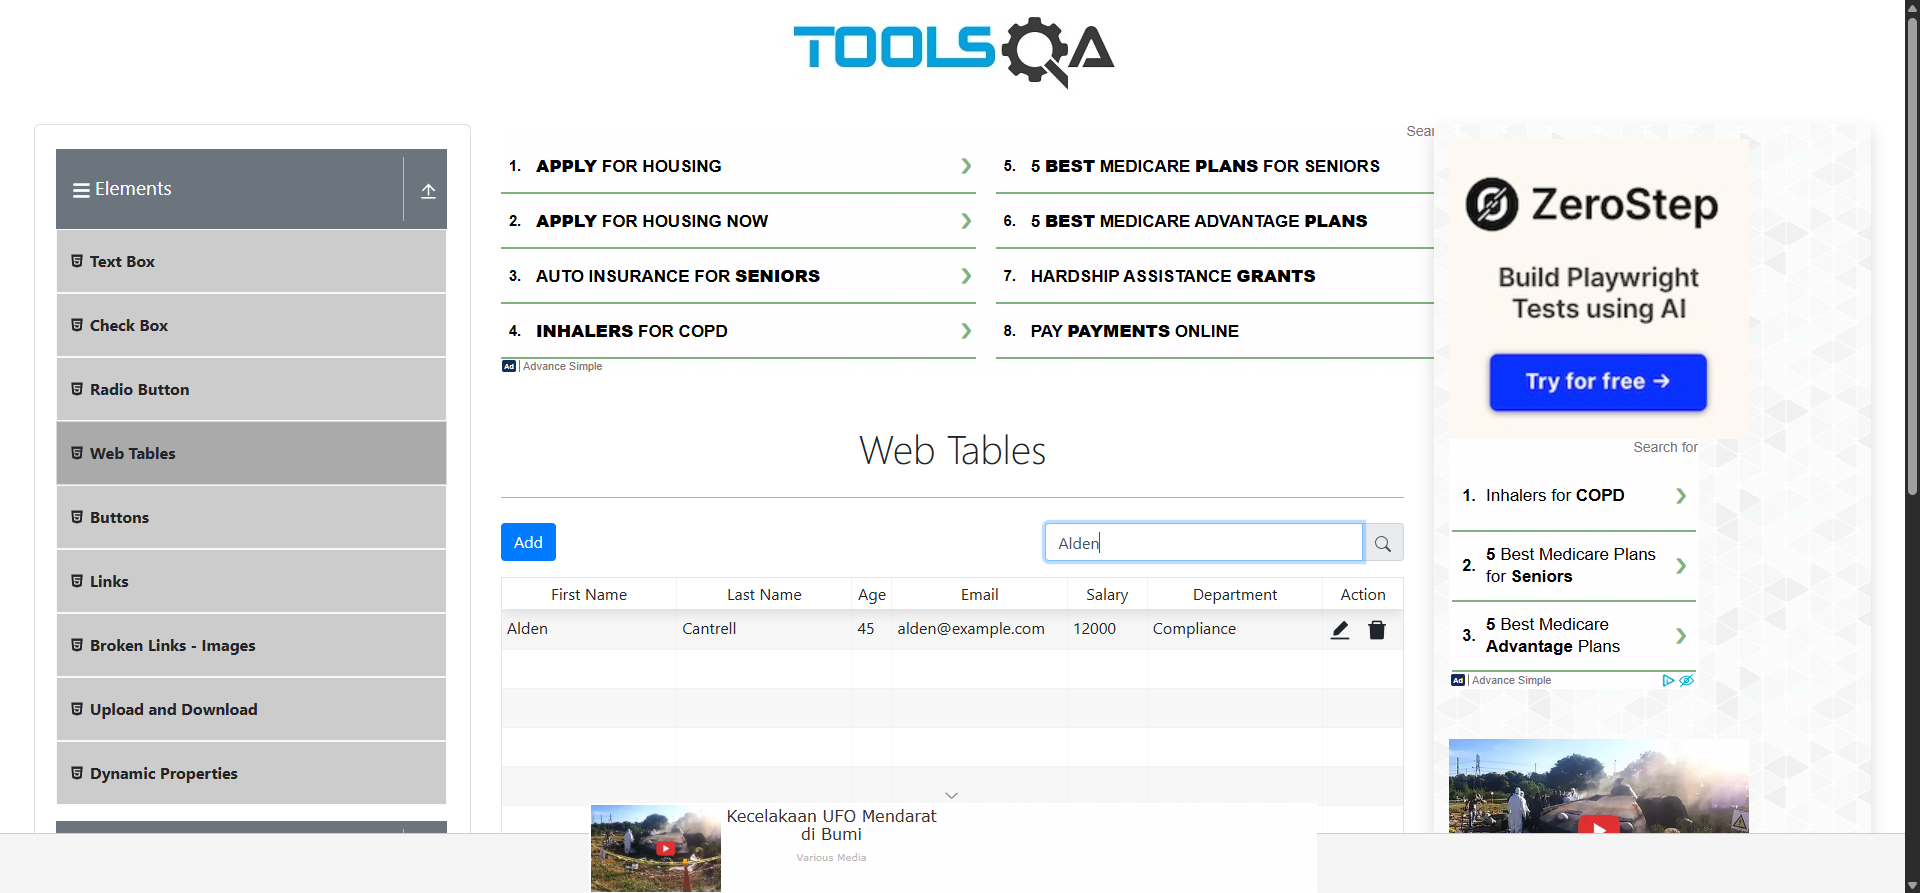 TOOLSQA
Elements
Text Box
Check Box
Radio Button
Web Tables
Buttons
Links
Broken Links - Images
Upload and Download
Dynamic Properties
1. APPLY FOR HOUSING
2. APPLY FOR HOUSING NOW
3. AUTO INSURANCE FOR SENIORS
4. INHALERS FOR COPD
Ad | Advance Simple
Sear
5. 5 BEST MEDICARE PLANS FOR SENIORS
6. 5 BEST MEDICARE ADVANTAGE PLANS
7. HARDSHIP ASSISTANCE GRANTS
8. PAY PAYMENTS ONLINE
Web Tables
Add
Alden
First Name Last Name Age Email Salary Department Action
Alden Cantrell 45 alden@example.com 12000 Compliance
Kecelakaan UFO Mendarat
di Bumi
Various Media
ZeroStep
Build Playwright
Tests using AI
Try for free →
Search for
1. Inhalers for COPD
2. 5 Best Medicare Plans
for Seniors
3. 5 Best Medicare
Advantage Plans
Ad | Advance Simple